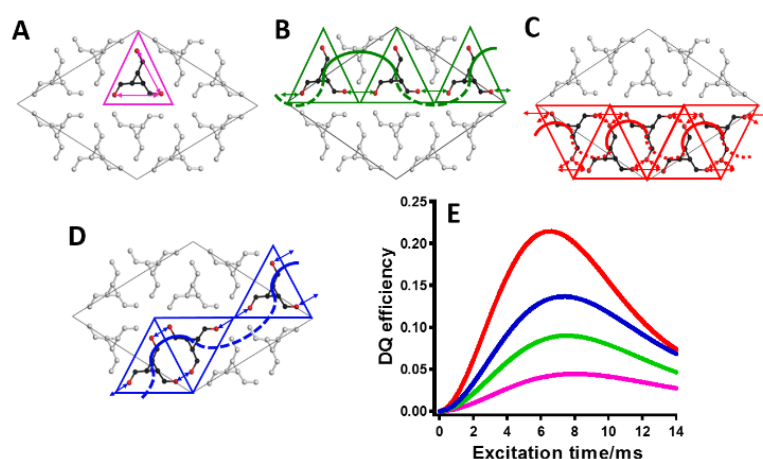 A
B
C
D
E
DQ efficiency
0.25
0.20
0.15
0.10
0.05
0.00
0 2 4 6 8 10 12 14
Excitation time/ms